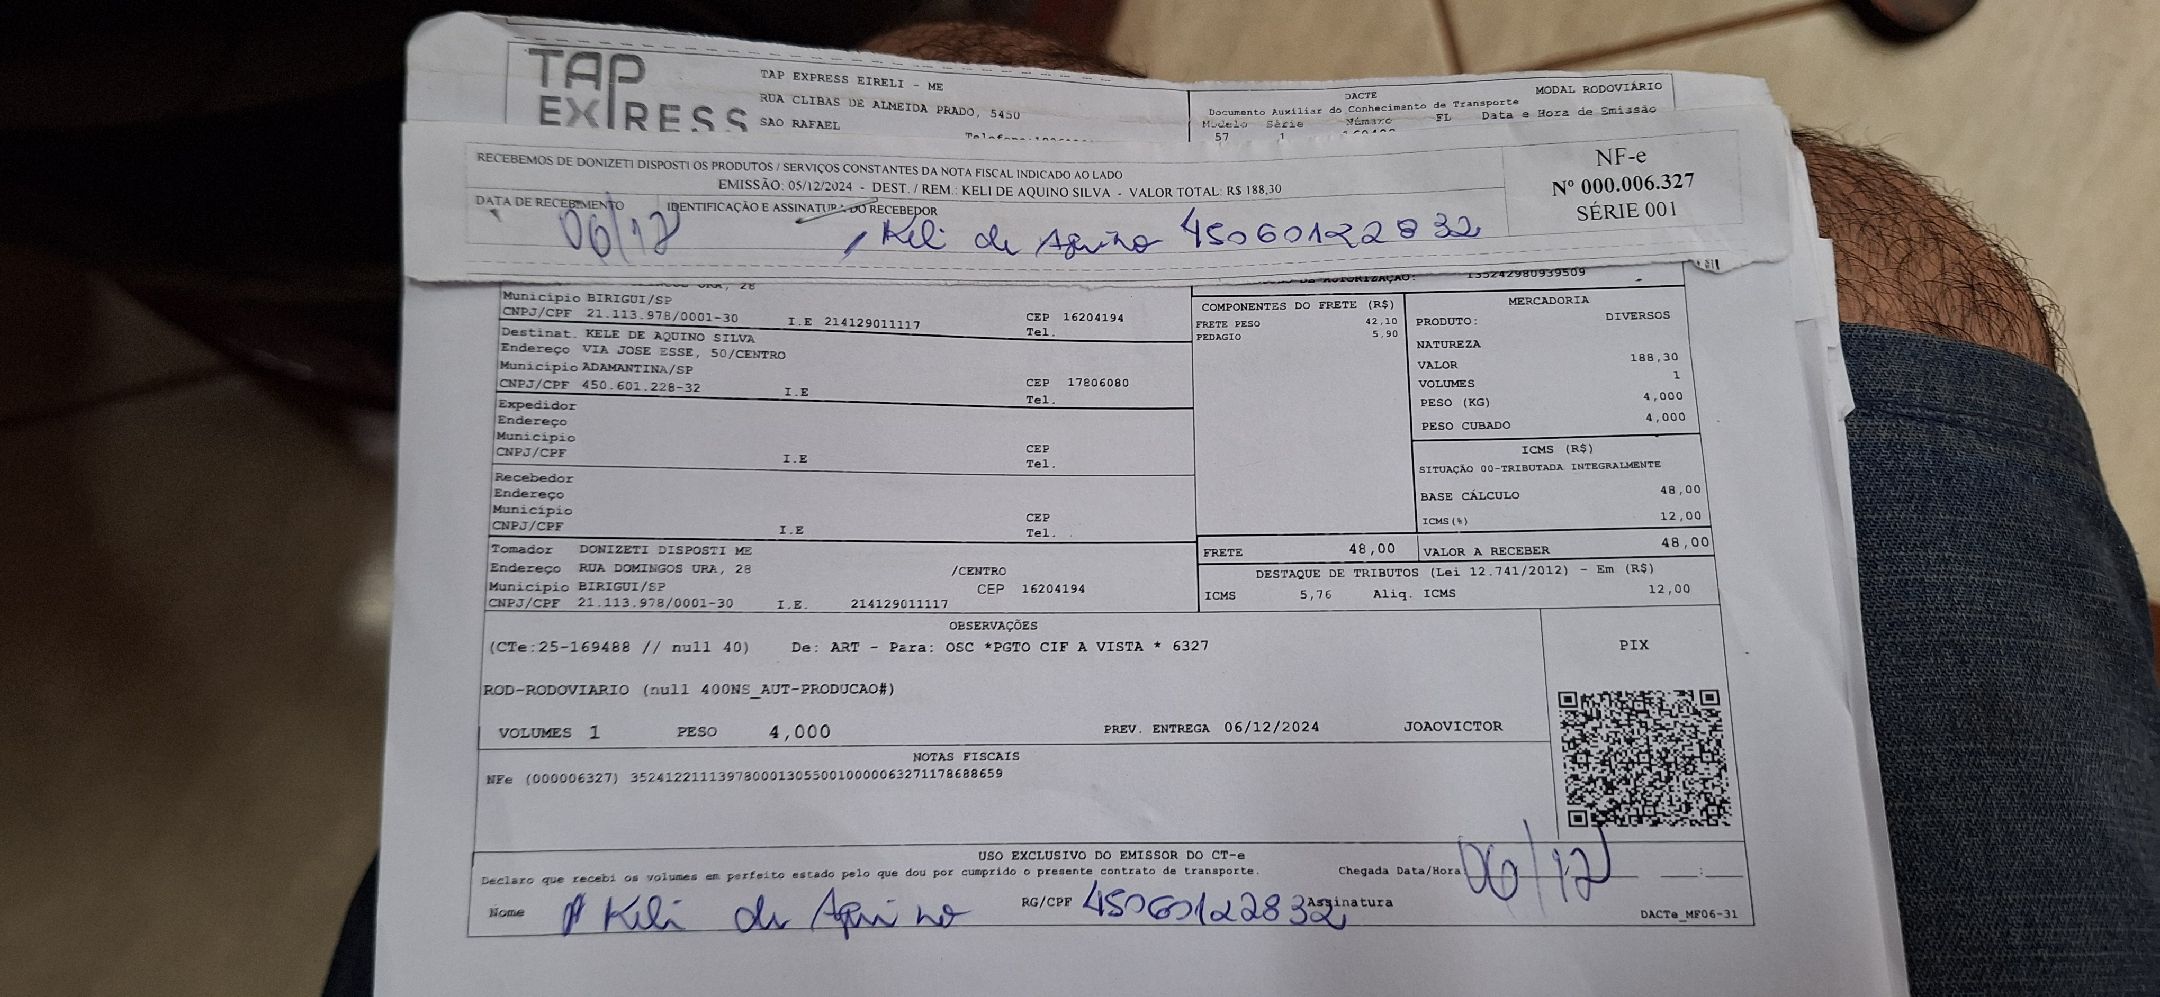 TAP EXPRESS
TAP EXPRESS EIRELI - ME
RUA CLIBAS DE ALMEIDA PRADO, 5450
SAO RAFAEL
DACTE
MODAL RODOVIÁRIO
Documento Auxiliar do Conhecimento de Transporte
Modelo Série Número FL Data e Hora de Emissão
57 1
RECEBEMOS DE DONIZETI DISPOSTI OS PRODUTOS / SERVIÇOS CONSTANTES DA NOTA FISCAL INDICADO AO LADO
EMISSÃO: 05/12/2024 - DEST. / REM.: KELI DE AQUINO SILVA - VALOR TOTAL: R$ 188,30
DATA DE RECEBIMENTO IDENTIFICAÇÃO E ASSINATURA DO RECEBEDOR
06/12 Keli de Aquino 45060122832
NF-e
Nº 000.006.327
SÉRIE 001
135242980939509
Município BIRIGUI/SP
CNPJ/CPF 21.113.978/0001-30 I.E 214129011117 CEP 16204194
Tel.
Destinat. KELE DE AQUINO SILVA
Endereço VIA JOSE ESSE, 50/CENTRO
Município ADAMANTINA/SP
CNPJ/CPF 450.601.228-32 I.E CEP 17806080
Tel.
Expedidor
Endereço
Município
CNPJ/CPF I.E CEP
Tel.
Recebedor
Endereço
Município
CNPJ/CPF I.E CEP
Tel.
Tomador DONIZETI DISPOSTI ME
Endereço RUA DOMINGOS URA, 28 /CENTRO
Município BIRIGUI/SP CEP 16204194
CNPJ/CPF 21.113.978/0001-30 I.E. 214129011117
COMPONENTES DO FRETE (R$)
FRETE PESO 42,10
PEDAGIO 5,90
MERCADORIA
PRODUTO: DIVERSOS
NATUREZA
VALOR 188,30
VOLUMES 1
PESO (KG) 4,000
PESO CUBADO 4,000
ICMS (R$)
SITUAÇÃO 00-TRIBUTADA INTEGRALMENTE
BASE CÁLCULO 48,00
ICMS(%) 12,00
FRETE 48,00 VALOR A RECEBER 48,00
DESTAQUE DE TRIBUTOS (Lei 12.741/2012) - Em (R$)
ICMS 5,76 Aliq. ICMS 12,00
OBSERVAÇÕES
(CTe:25-169488 // null 40) De: ART - Para: OSC *PGTO CIF A VISTA * 6327
ROD-RODOVIARIO (null 400NS_AUT-PRODUCAO#)
VOLUMES 1 PESO 4,000 PREV. ENTREGA 06/12/2024 JOAOVICTOR
PIX
NOTAS FISCAIS
NFe (000006327) 35241221113978000130550010000063271178688659
USO EXCLUSIVO DO EMISSOR DO CT-e
Declaro que recebi os volumes em perfeito estado pelo que dou por cumprido o presente contrato de transporte. Chegada Data/Hora 06/12
Nome Keli de Aquino RG/CPF 45060122832 Assinatura
DACTe_MF06-31